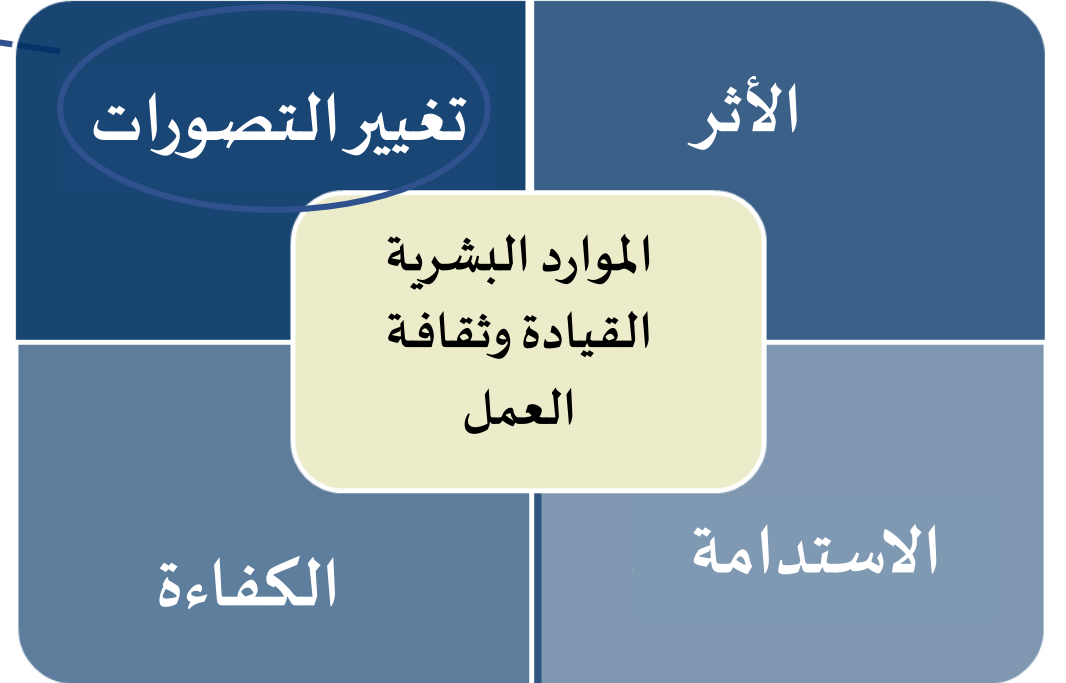 الأثر
تغيير التصورات
الموارد البشرية
القيادة وثقافة
العمل
الاستدامة
الكفاءة